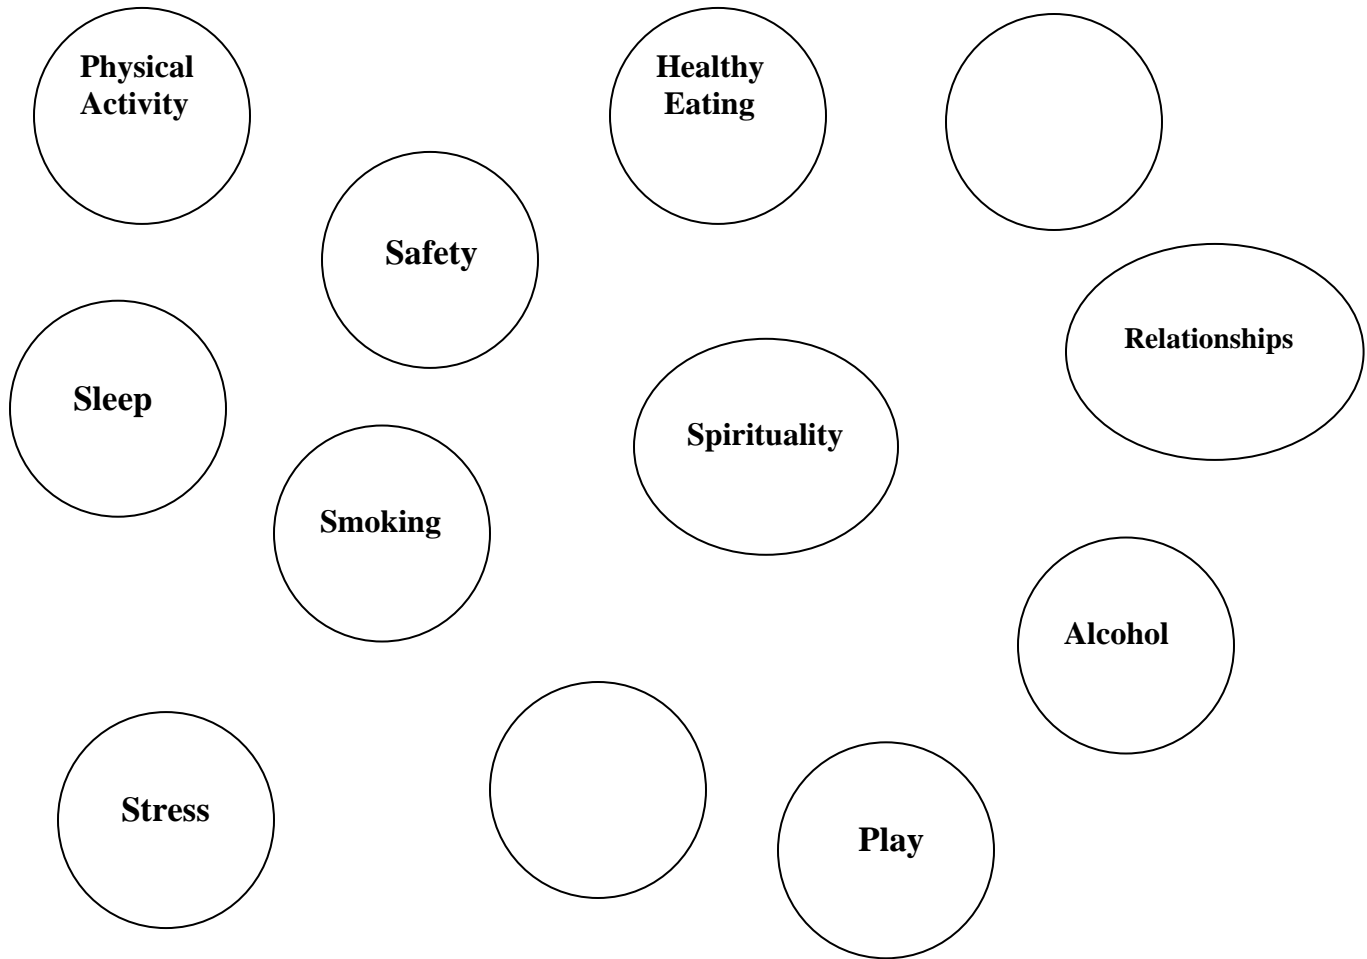 Physical
Activity
Healthy
Eating
Safety
Relationships
Sleep
Spirituality
Smoking
Alcohol
Stress
Play